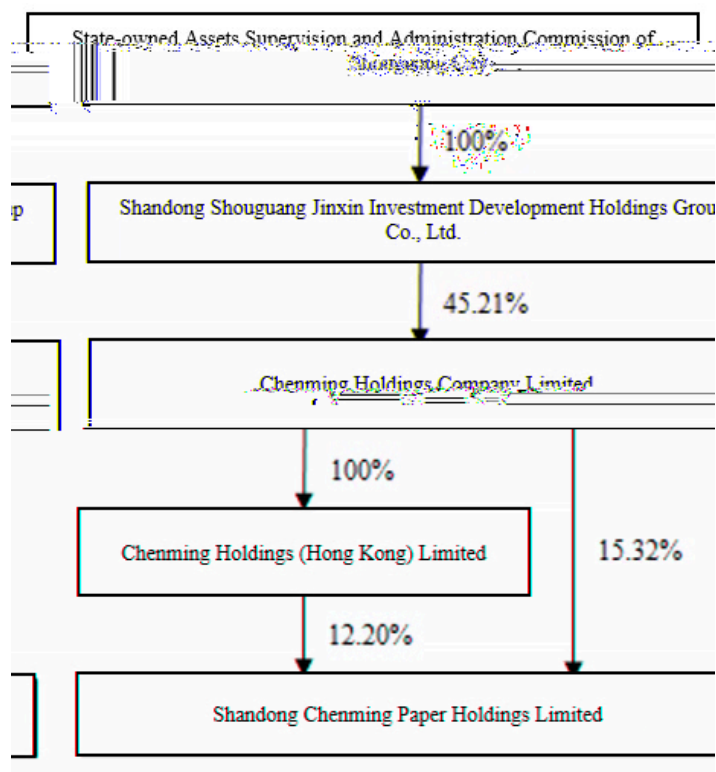 State-owned Assets Supervision and Administration Commission of
100%
up
Shandong Shouguang Jinxin Investment Development Holdings Grou
Co., Ltd.
45.21%
Chenming Holdings Company Limited
100%
Chenming Holdings (Hong Kong) Limited
15.32%
12.20%
Shandong Chenming Paper Holdings Limited